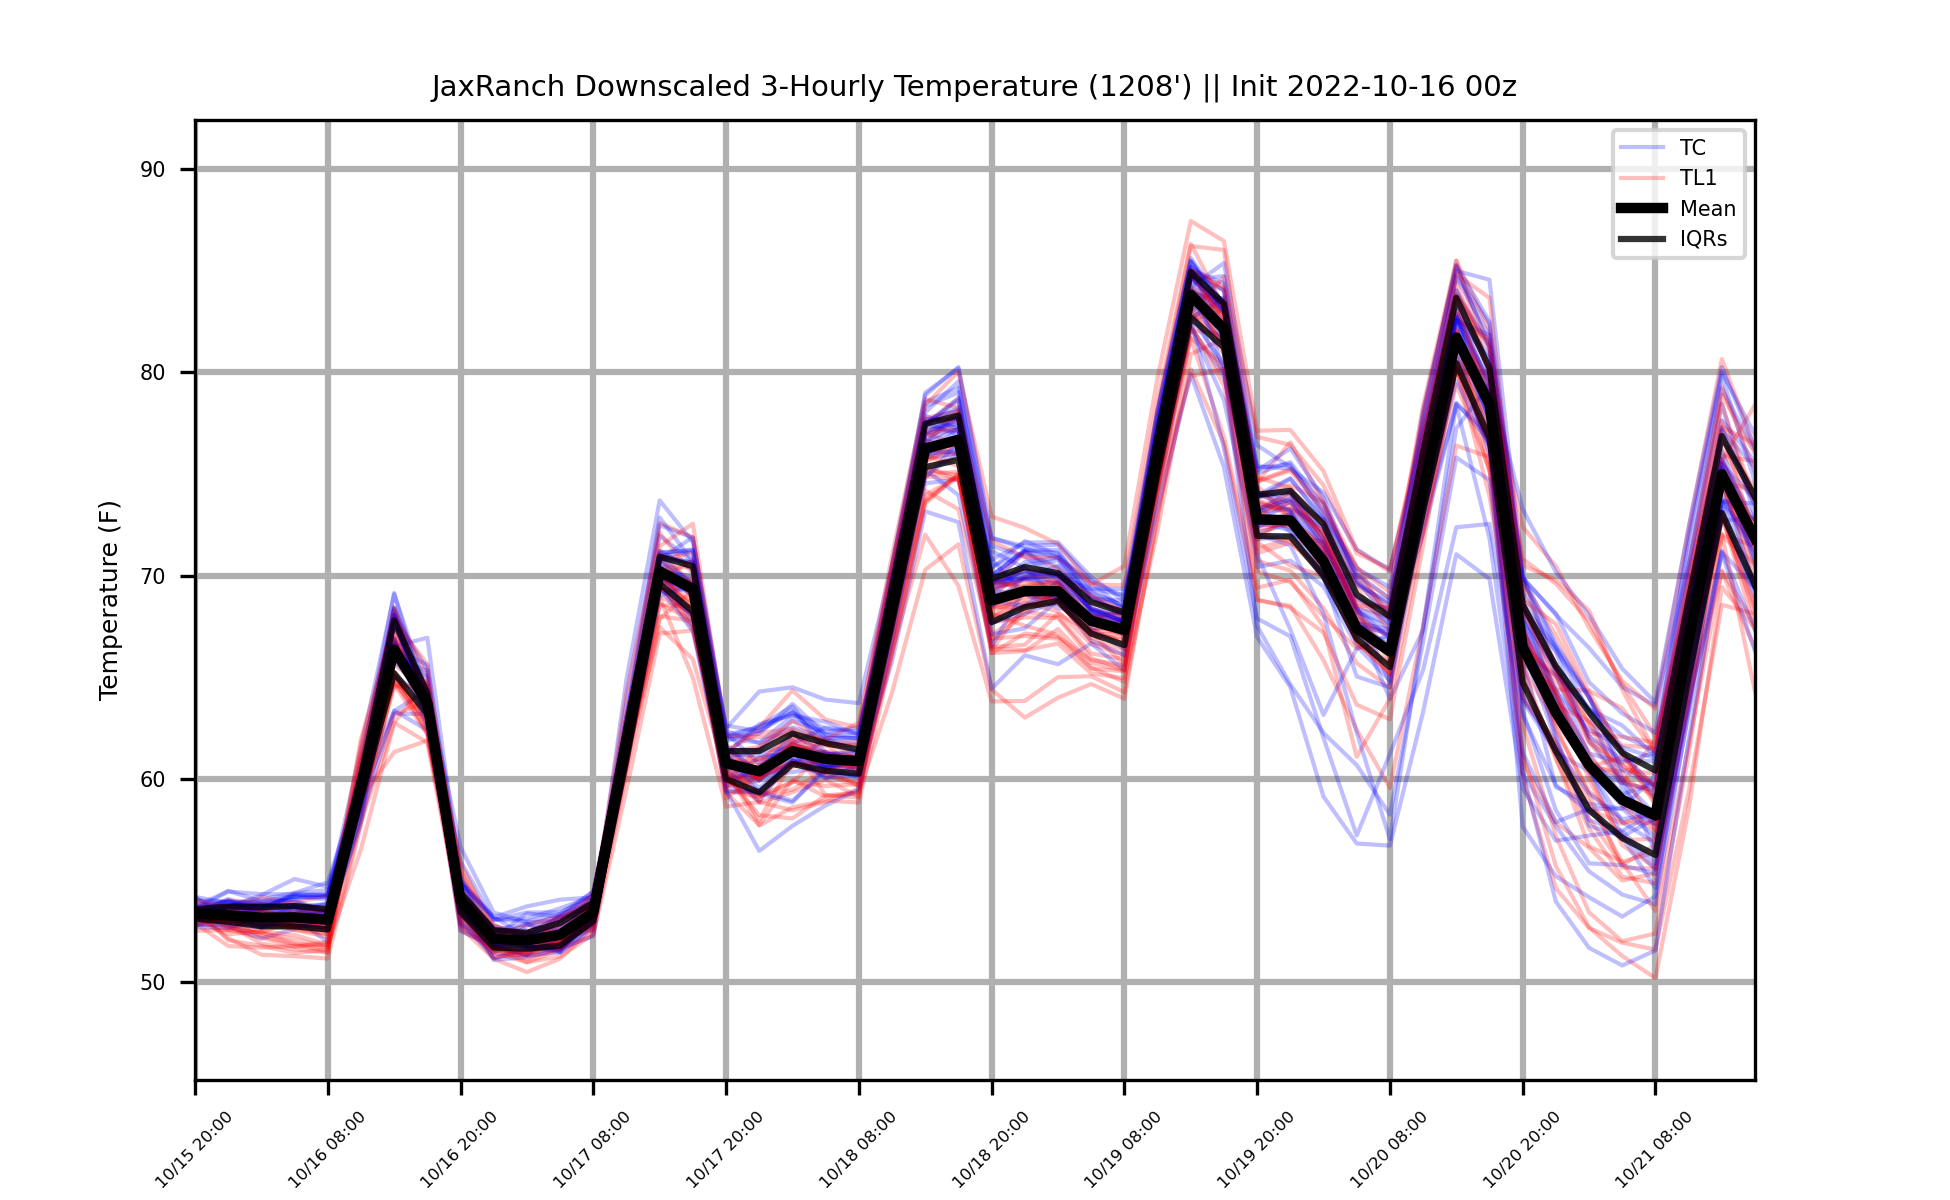 JaxRanch Downscaled 3-Hourly Temperature (1208') || Init 2022-10-16 00z
TC
TL1
Mean
IQRs
Temperature (F)
90
80
70
60
50
10/15 20:00
10/16 08:00
10/16 20:00
10/17 08:00
10/17 20:00
10/18 08:00
10/18 20:00
10/19 08:00
10/19 20:00
10/20 08:00
10/20 20:00
10/21 08:00